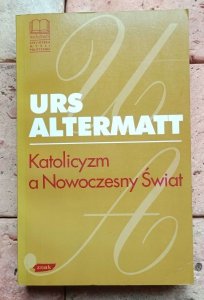 URS
ALTERMATT
Katolicyzm
a Nowoczesny Świat
znak